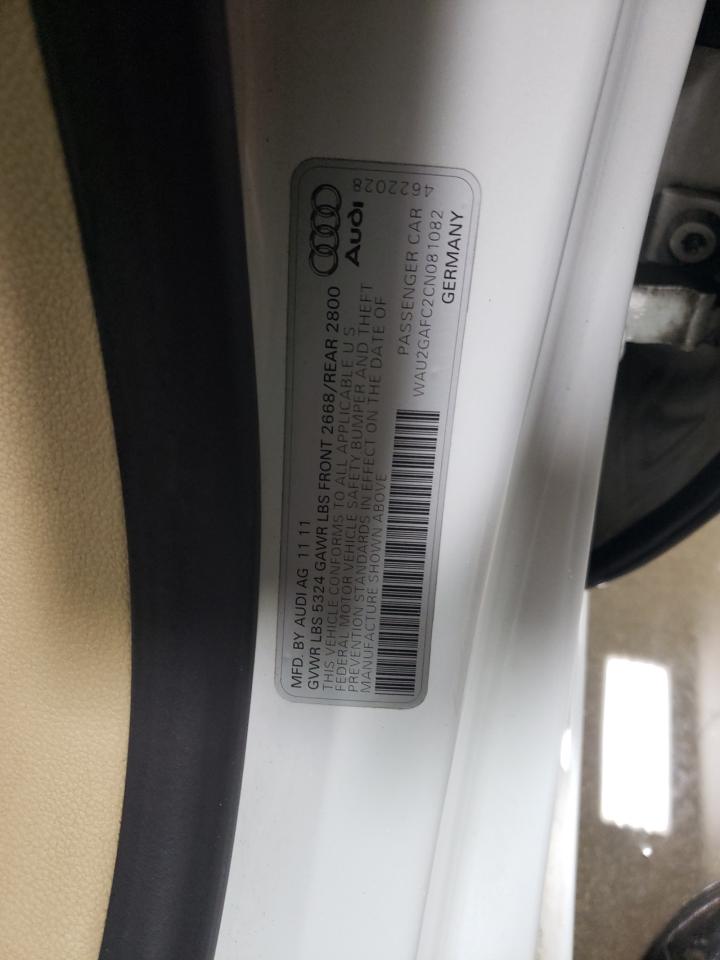 MFD. BY AUDI AG 11 11
GVWR LBS 5324 GAWR LBS FRONT 2668/REAR 2800
THIS VEHICLE CONFORMS TO ALL APPLICABLE U S
FEDERAL MOTOR VEHICLE SAFETY BUMPER AND THEFT
PREVENTION STANDARDS IN EFFECT ON THE DATE OF
MANUFACTURE SHOWN ABOVE
Audi
4622028
PASSENGER CAR
WAU2GAFC2CN081082
GERMANY